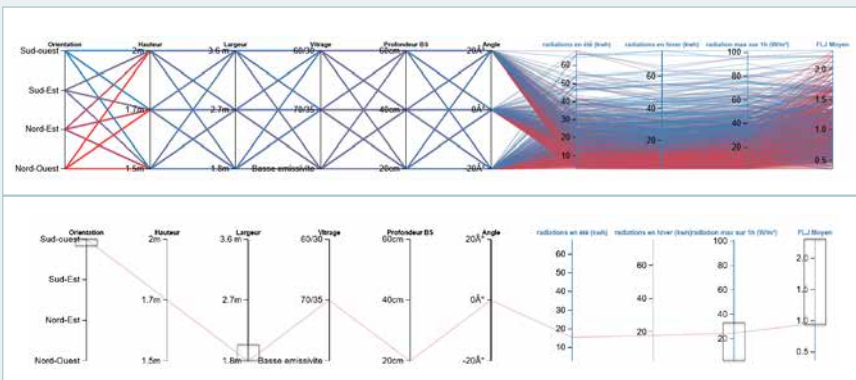 Orientation Hauteur Largeur Vitrage Profondeur BS Angle radiations en été (kwh) radiations en hiver (kwh) radiation max sur 1h (W/m²) FLJ Moyen
Sud-ouest 2m 3.6 m 60/30 60cm 20Â° 100
60 60 80 2.0
Sud-Est 50
40 40 60 1.5
Nord-Est 1.7m 2.7m 70/35 40cm 0Â° 30 40 1.0
20 20 20
10 0.5
Nord-Ouest 1.5m 1.8m Basse emissivite 20cm -20Â°
Orientation Hauteur Largeur Vitrage Profondeur BS Angle radiations en été (kwh) radiations en hiver (kwh) radiation max sur 1h (W/m²) FLJ Moyen
Sud-ouest 2m 3.6 m 60/30 60cm 20Â° 100
60 60 80 2.0
Sud-Est 50
40 40 60 1.5
Nord-Est 1.7m 2.7m 70/35 40cm 0Â° 30 40 1.0
20 20 20
10 0.5
Nord-Ouest 1.5m 1.8m Basse emissivite 20cm -20Â°